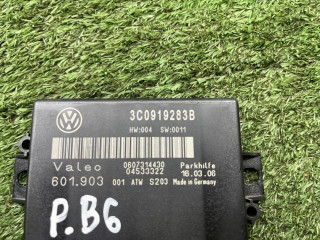 3C0919283B
HW:004 SW:0011
Valeo 0607314430 Parkhilfe
04533322 16.03.06
601.903 001 ATW S203 Made in Germany
P.B6